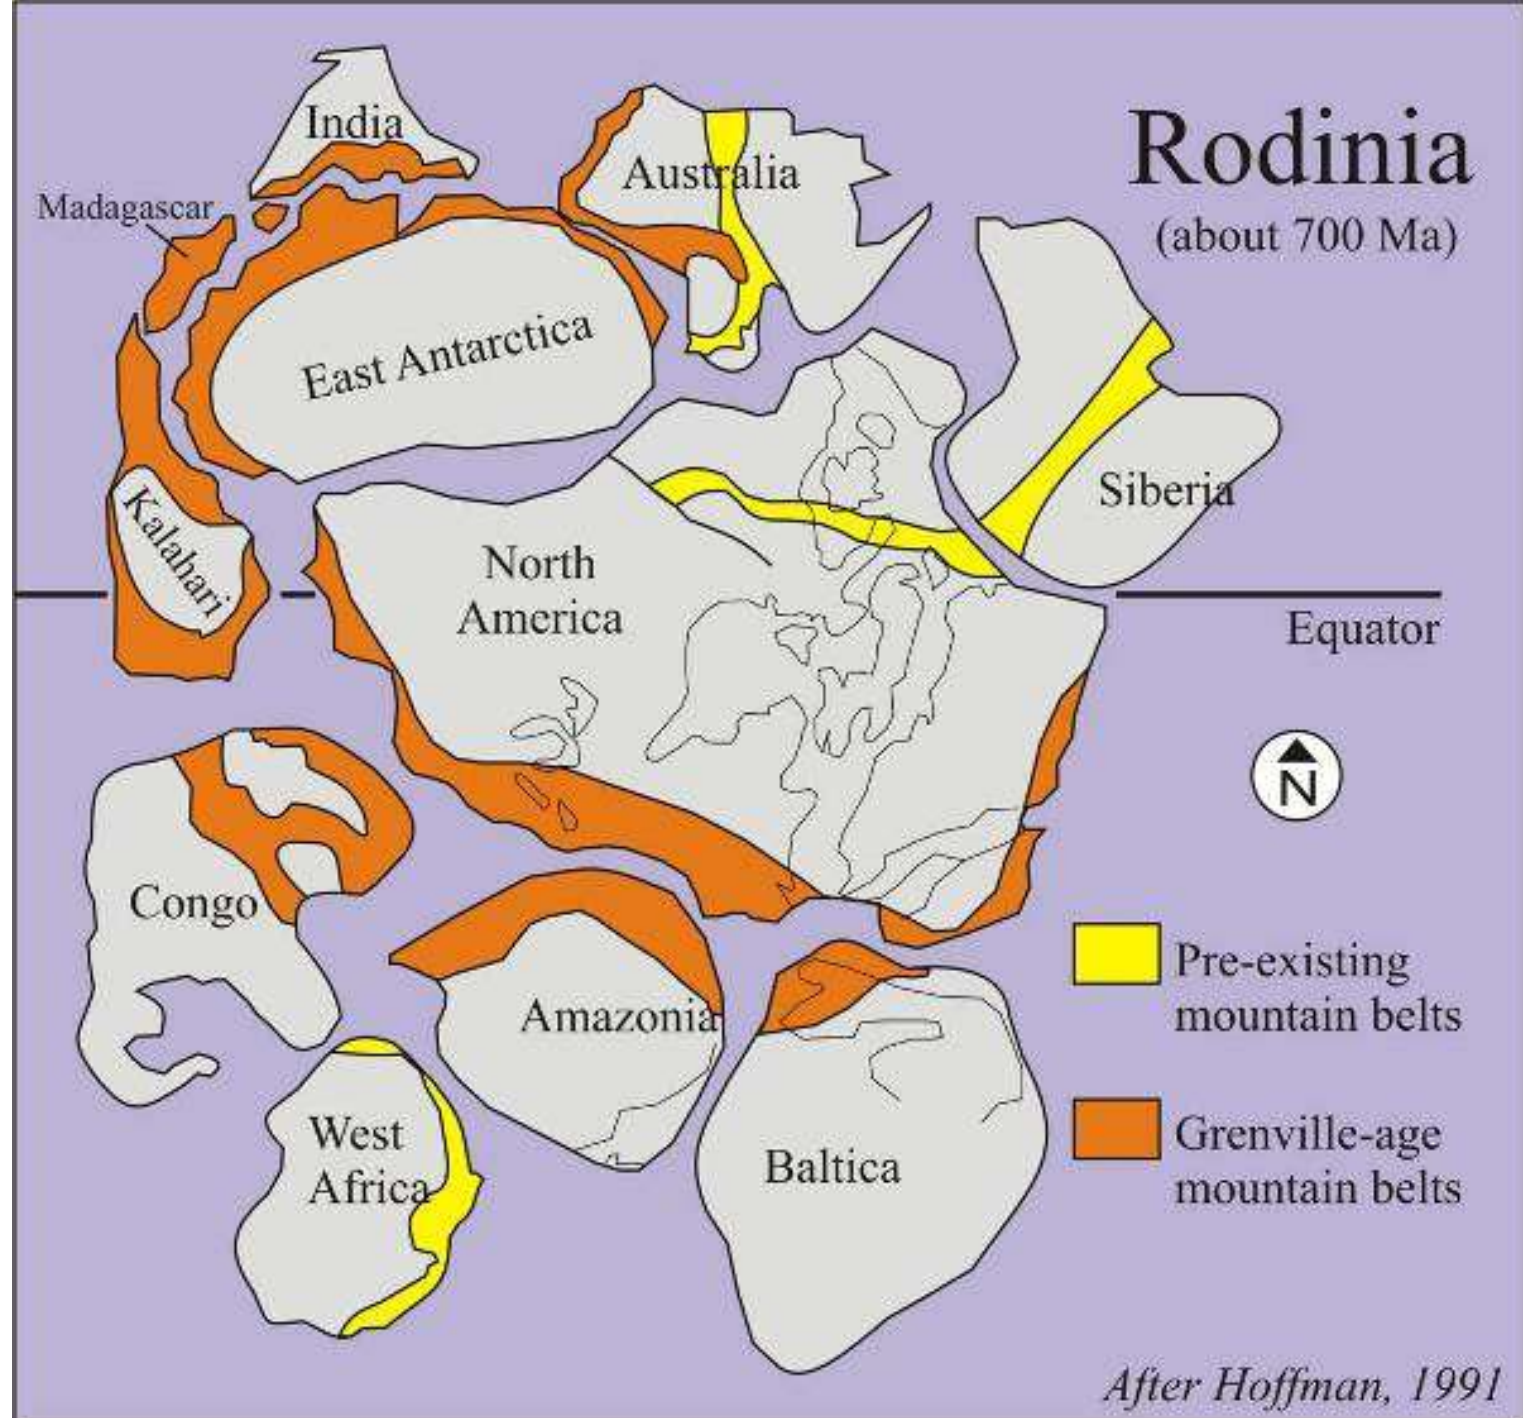 Rodinia
(about 700 Ma)
India
Australia
Madagascar
East Antarctica
Siberia
Kalahari
North
America
Equator
N
Congo
Amazonia
Pre-existing
mountain belts
West
Africa
Baltica
Grenville-age
mountain belts
After Hoffman, 1991